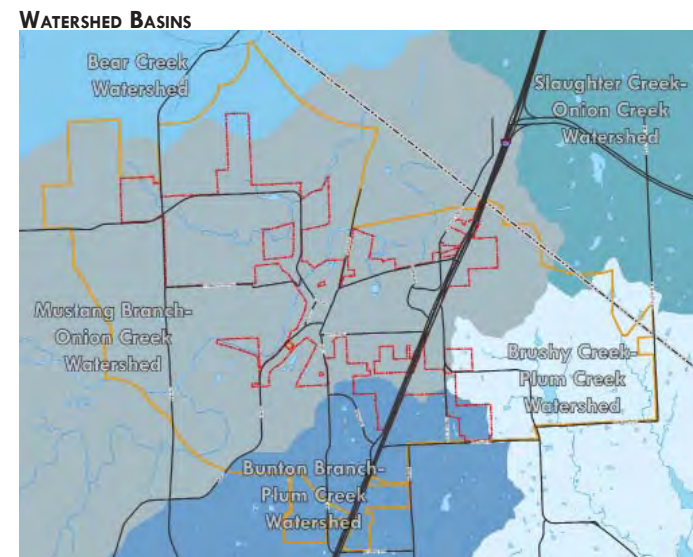 WATERSHED BASINS
Bear Creek
Watershed
Slaughter Creek-
Onion Creek
Watershed
Mustang Branch-
Onion Creek
Watershed
Brushy Creek-
Plum Creek
Watershed
Bunton Branch-
Plum Creek
Watershed